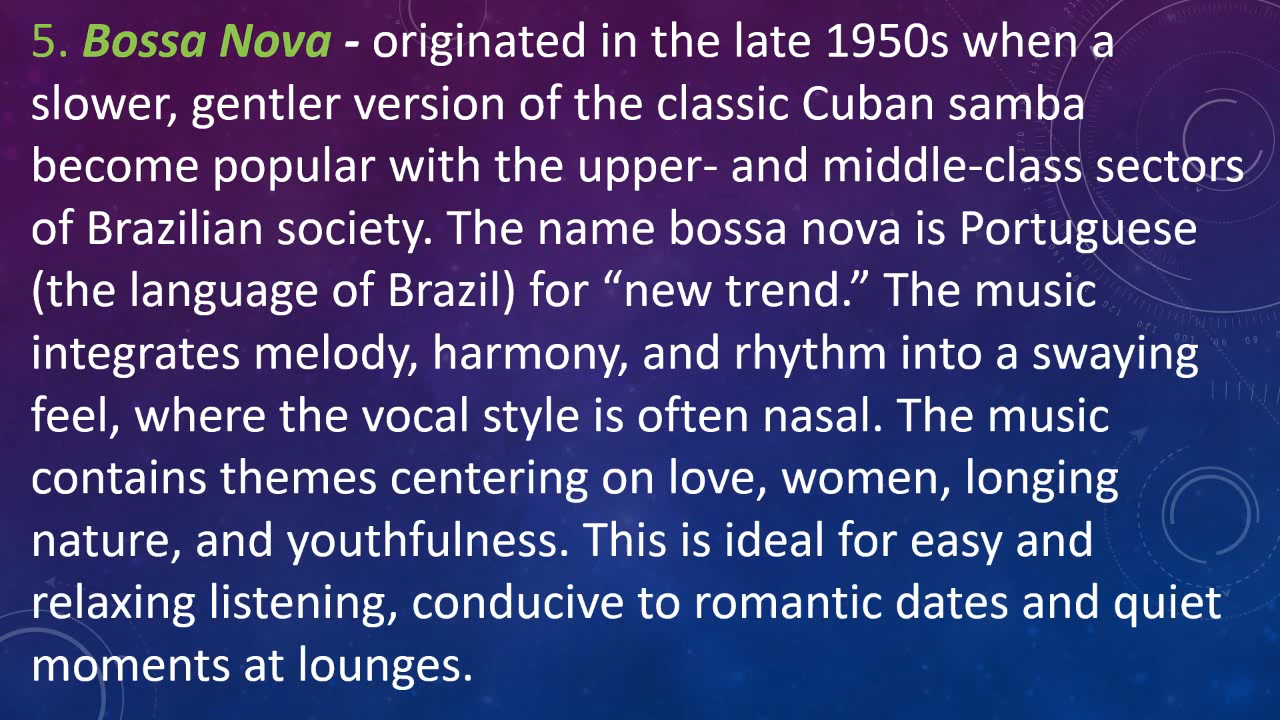 5. Bossa Nova - originated in the late 1950s when a
slower, gentler version of the classic Cuban samba
become popular with the upper- and middle-class sectors
of Brazilian society. The name bossa nova is Portuguese
(the language of Brazil) for “new trend.” The music
integrates melody, harmony, and rhythm into a swaying
feel, where the vocal style is often nasal. The music
contains themes centering on love, women, longing
nature, and youthfulness. This is ideal for easy and
relaxing listening, conducive to romantic dates and quiet
moments at lounges.